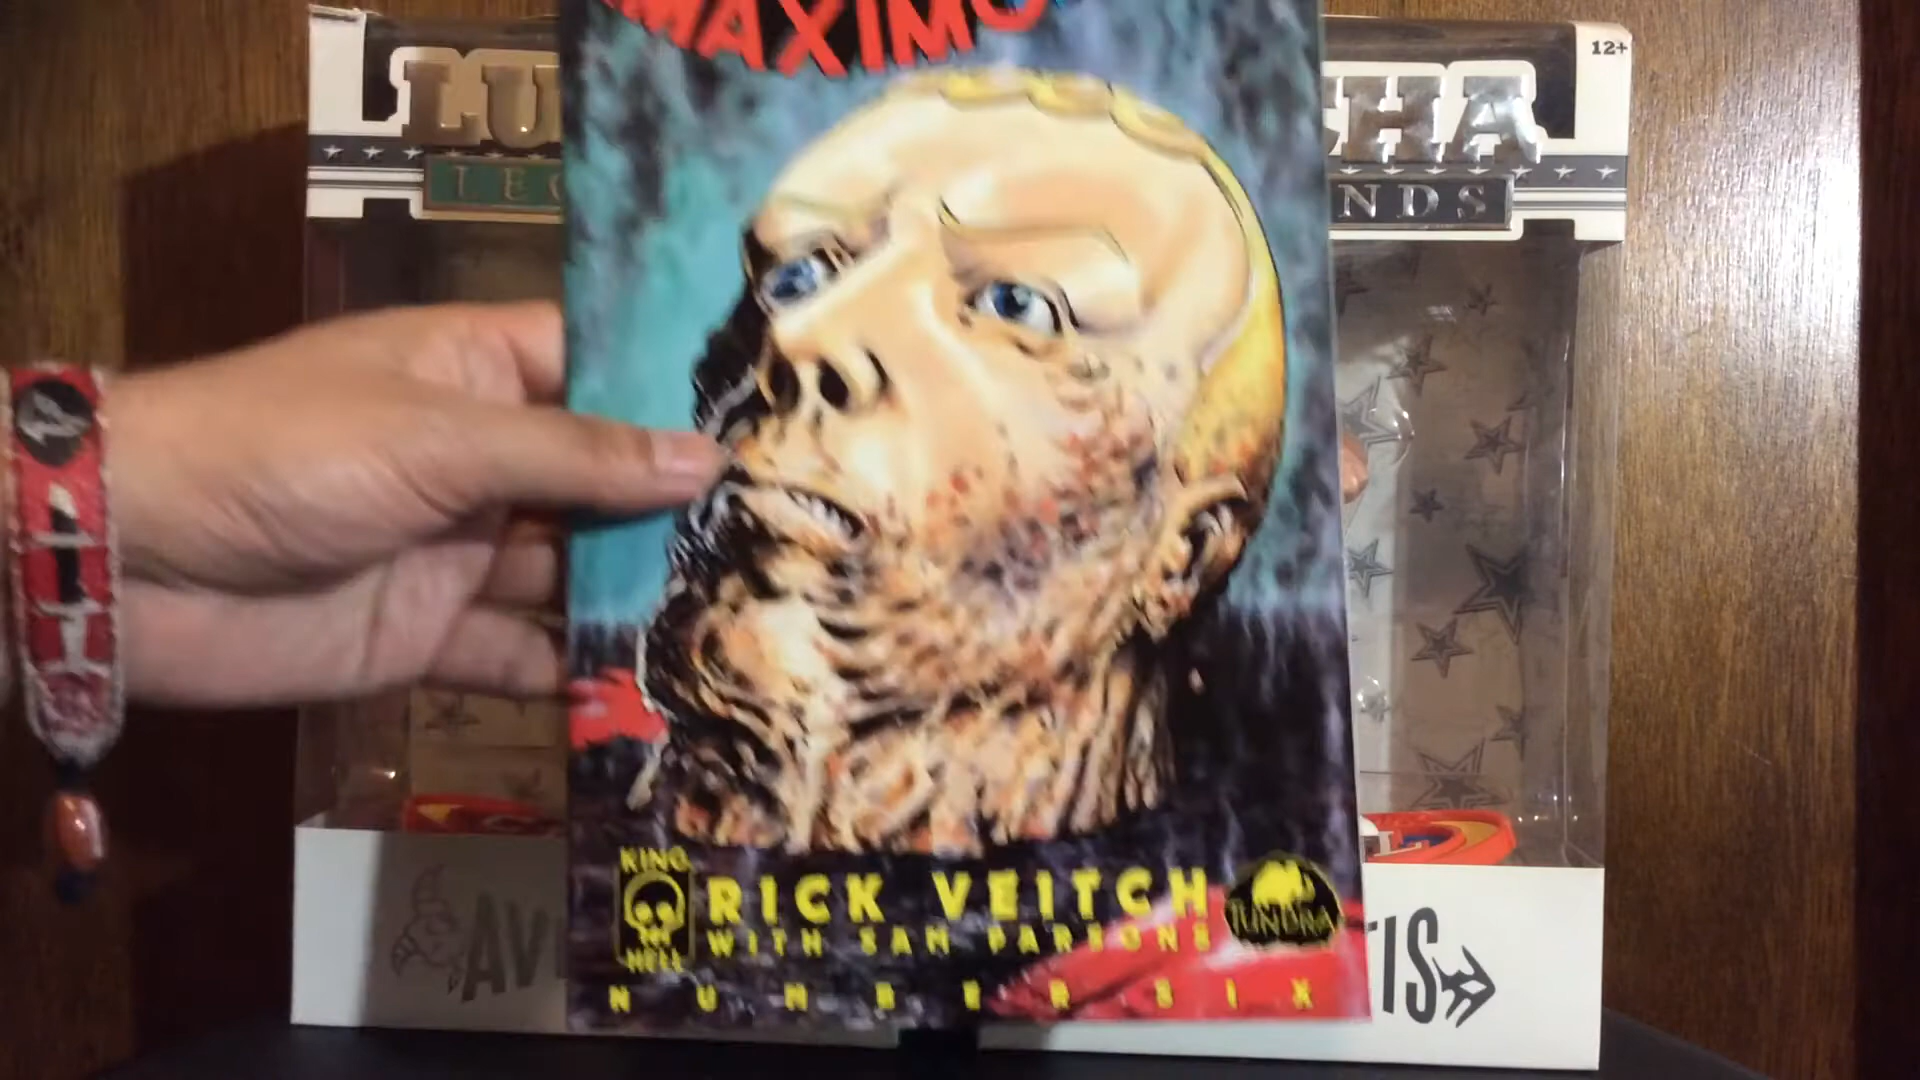 MAXIMO
12+
LU
CHA
LEG
NDS
KING
HELL
RICK VEITCH
WITH SAM PARSONS
TUNDRA
NUMBER SIX
AV
TIS